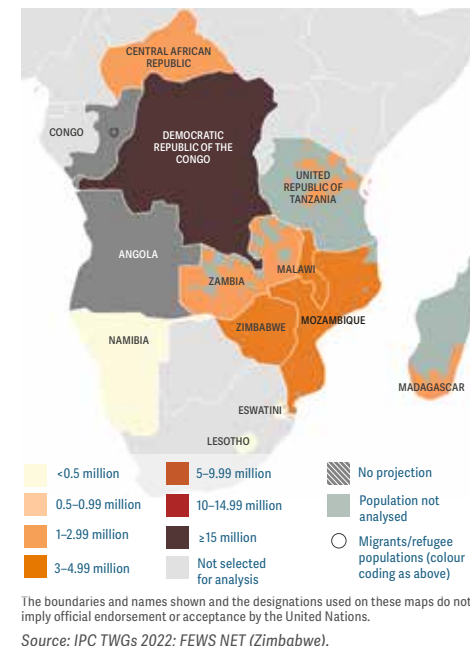 CENTRAL AFRICAN
REPUBLIC
CONGO
DEMOCRATIC
REPUBLIC OF THE
CONGO
UNITED
REPUBLIC OF
TANZANIA
ANGOLA
MALAWI
ZAMBIA
MOZAMBIQUE
ZIMBABWE
NAMIBIA
MADAGASCAR
ESWATINI
LESOTHO
<0.5 million
0.5–0.99 million
1–2.99 million
3–4.99 million
5–9.99 million
10–14.99 million
≥15 million
Not selected
for analysis
No projection
Population not
analysed
Migrants/refugee
populations (colour
coding as above)
The boundaries and names shown and the designations used on these maps do not
imply official endorsement or acceptance by the United Nations.
Source: IPC TWGs 2022: FEWS NET (Zimbabwe).